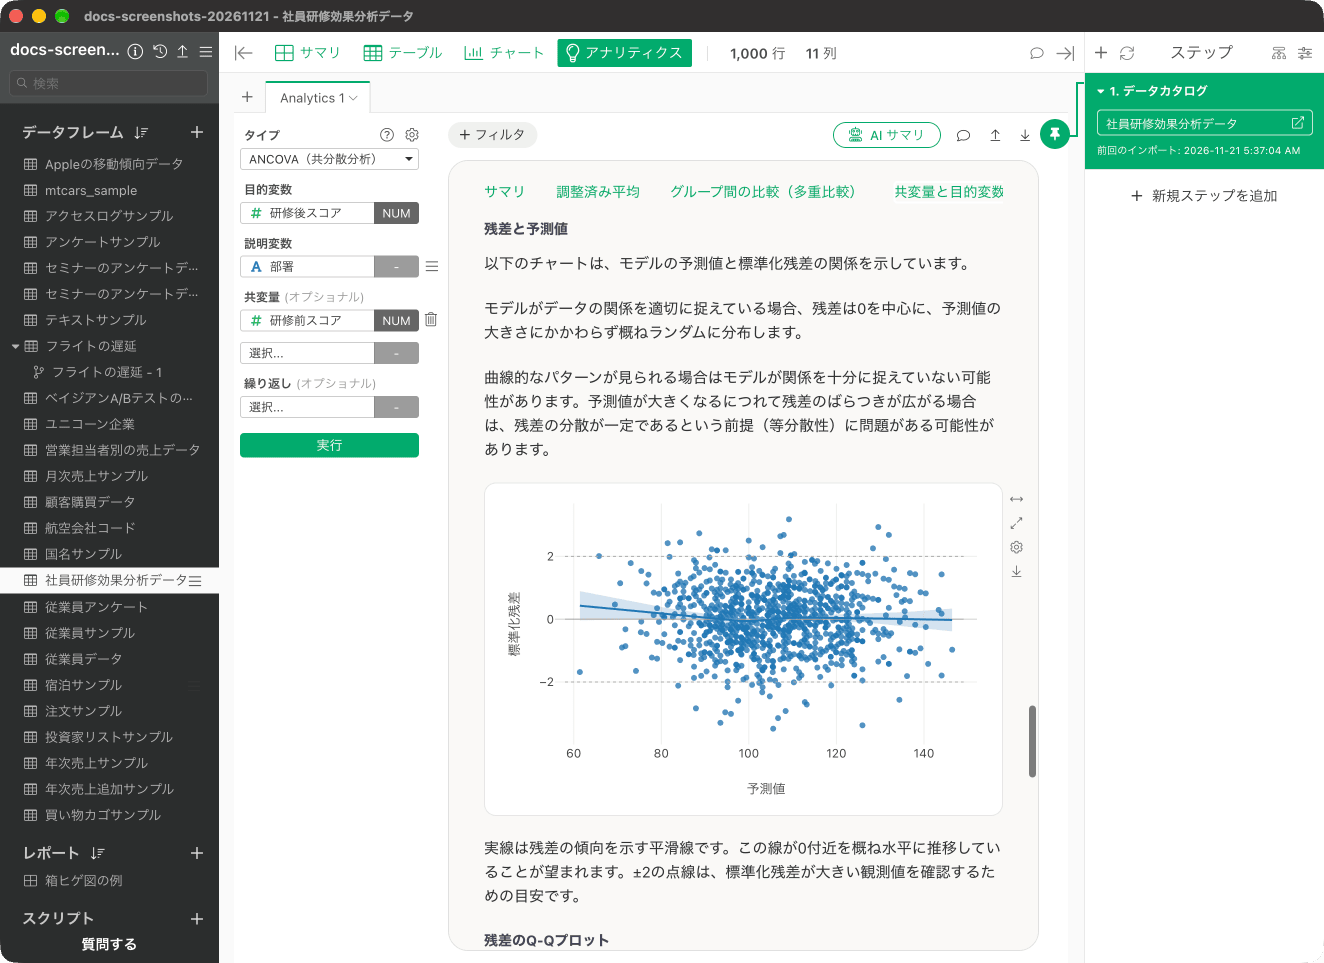 docs-screenshots-20261121 - 社員研修効果分析データ
docs-screen...
検索
データフレーム
Appleの移動傾向データ
mtcars_sample
アクセスログサンプル
アンケートサンプル
セミナーのアンケートデ...
セミナーのアンケートデ...
テキストサンプル
フライトの遅延
フライトの遅延 - 1
ベイジアンA/Bテストの...
ユニコーン企業
営業担当者別の売上データ
月次売上サンプル
顧客購買データ
航空会社コード
国名サンプル
社員研修効果分析データ
従業員アンケート
従業員サンプル
従業員データ
宿泊サンプル
注文サンプル
投資家リストサンプル
年次売上サンプル
年次売上追加サンプル
買い物カゴサンプル
レポート
箱ヒゲ図の例
スクリプト
質問する
サマリ
テーブル
チャート
アナリティクス
1,000 行
11 列
Analytics 1
タイプ
ANCOVA（共分散分析）
目的変数
# 研修後スコア NUM
説明変数
A 部署 -
共変量 (オプショナル)
# 研修前スコア NUM
選択... -
繰り返し (オプショナル)
選択... -
実行
+ フィルタ
AI サマリ
サマリ
調整済み平均
グループ間の比較（多重比較）
共変量と目的変数
残差と予測値
以下のチャートは、モデルの予測値と標準化残差の関係を示しています。
モデルがデータの関係を適切に捉えている場合、残差は0を中心に、予測値の
大きさにかかわらず概ねランダムに分布します。
曲線的なパターンが見られる場合はモデルが関係を十分に捉えていない可能
性があります。予測値が大きくなるにつれて残差のばらつきが広がる場合
は、残差の分散が一定であるという前提（等分散性）に問題がある可能性が
あります。
標準化残差
2
0
−2
60
80
100
120
140
予測値
実線は残差の傾向を示す平滑線です。この線が0付近を概ね水平に推移してい
ることが望まれます。±2の点線は、標準化残差が大きい観測値を確認するた
めの目安です。
残差のQ-Qプロット
ステップ
1. データカタログ
社員研修効果分析データ
前回のインポート: 2026-11-21 5:37:04 AM
+ 新規ステップを追加